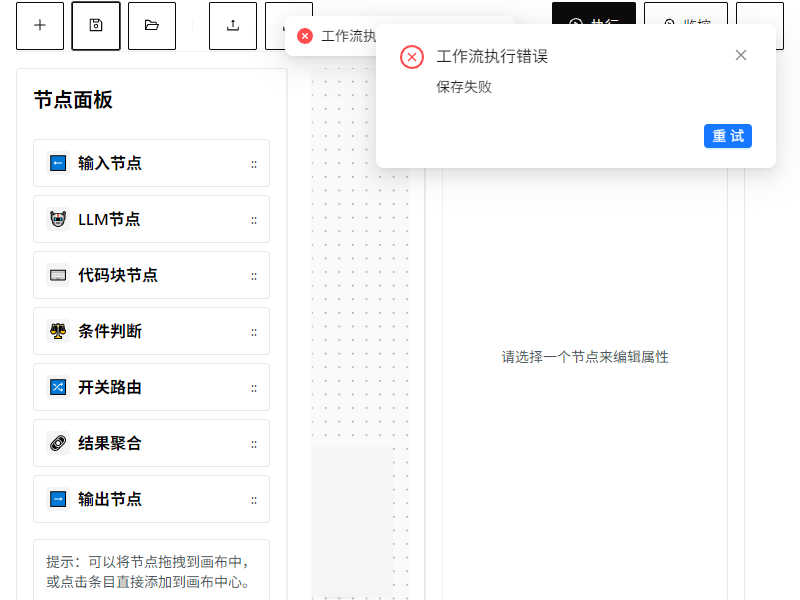 工作流执
工作流执行错误
保存失败
重 试
节点面板
输入节点
LLM节点
代码块节点
条件判断
开关路由
结果聚合
输出节点
提示：可以将节点拖拽到画布中，
或点击条目直接添加到画布中心。
请选择一个节点来编辑属性